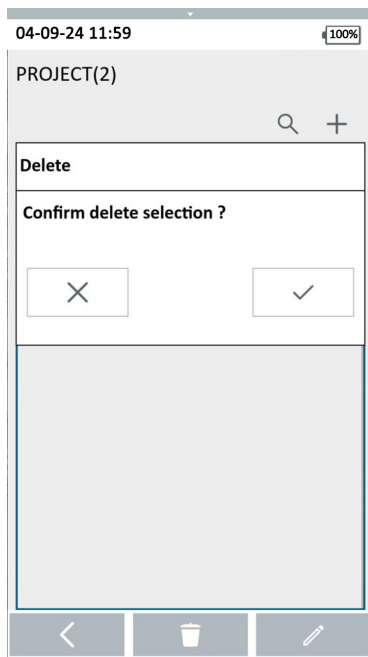 04-09-24 11:59
100%
PROJECT(2)
Delete
Confirm delete selection ?